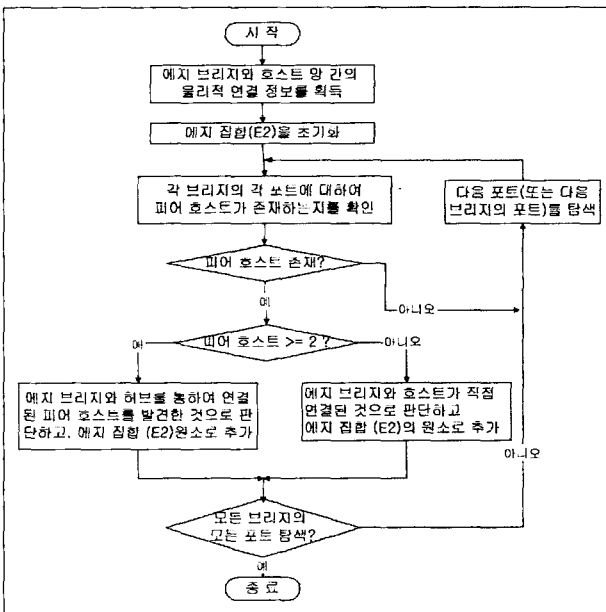 시 작
에지 브리지와 호스트 망 간의
물리적 연결 정보를 획득
에지 집합(E2)을 초기화
각 브리지의 각 포트에 대하여
피어 호스트가 존재하는지를 확인
다음 포트(또는 다음
브리지의 포트)를 탐색
피어 호스트 존재?
아니오
예
피어 호스트 >= 2 ?
예
아니오
에지 브리지와 허브를 통하여 연결
된 피어 호스트를 발견한 것으로 판
단하고, 에지 집합 (E2)원소로 추가
에지 브리지와 호스트가 직접
연결된 것으로 판단하고
에지 집합 (E2)의 원소로 추가
아니오
모든 브리지의
모든 포트 탐색?
예
종 료